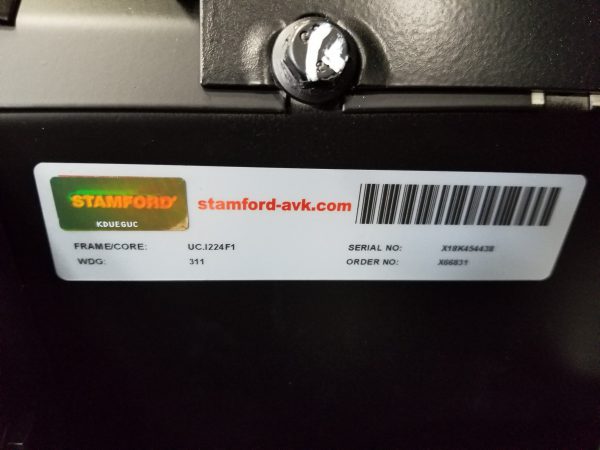 STAMFORD
KDUEGUC
stamford-avk.com
FRAME/CORE: UC.I224F1
WDG: 311
SERIAL NO: X18K454438
ORDER NO: X66831